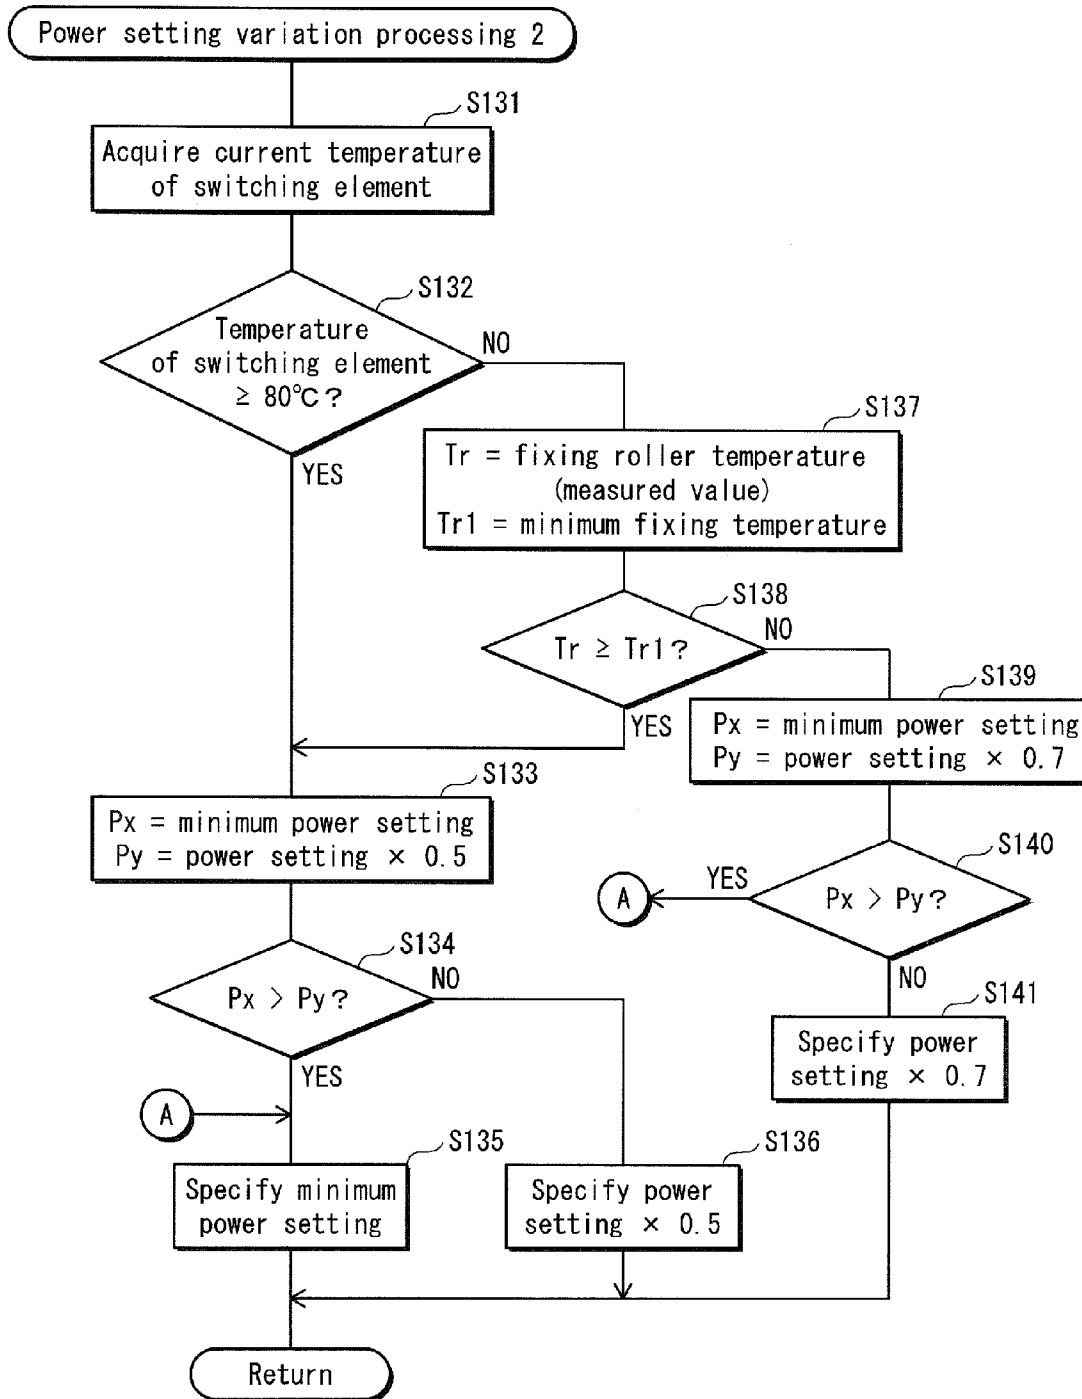 Power setting variation processing 2
S131
Acquire current temperature
of switching element
S132
Temperature
of switching element
≥ 80℃?
NO
YES
S137
Tr = fixing roller temperature
(measured value)
Tr1 = minimum fixing temperature
S138
Tr ≥ Tr1?
NO
YES
S139
Px = minimum power setting
Py = power setting × 0.7
S133
Px = minimum power setting
Py = power setting × 0.5
S140
Px > Py?
YES
A
NO
S134
Px > Py?
NO
YES
A
S141
Specify power
setting × 0.7
S135
Specify minimum
power setting
S136
Specify power
setting × 0.5
Return